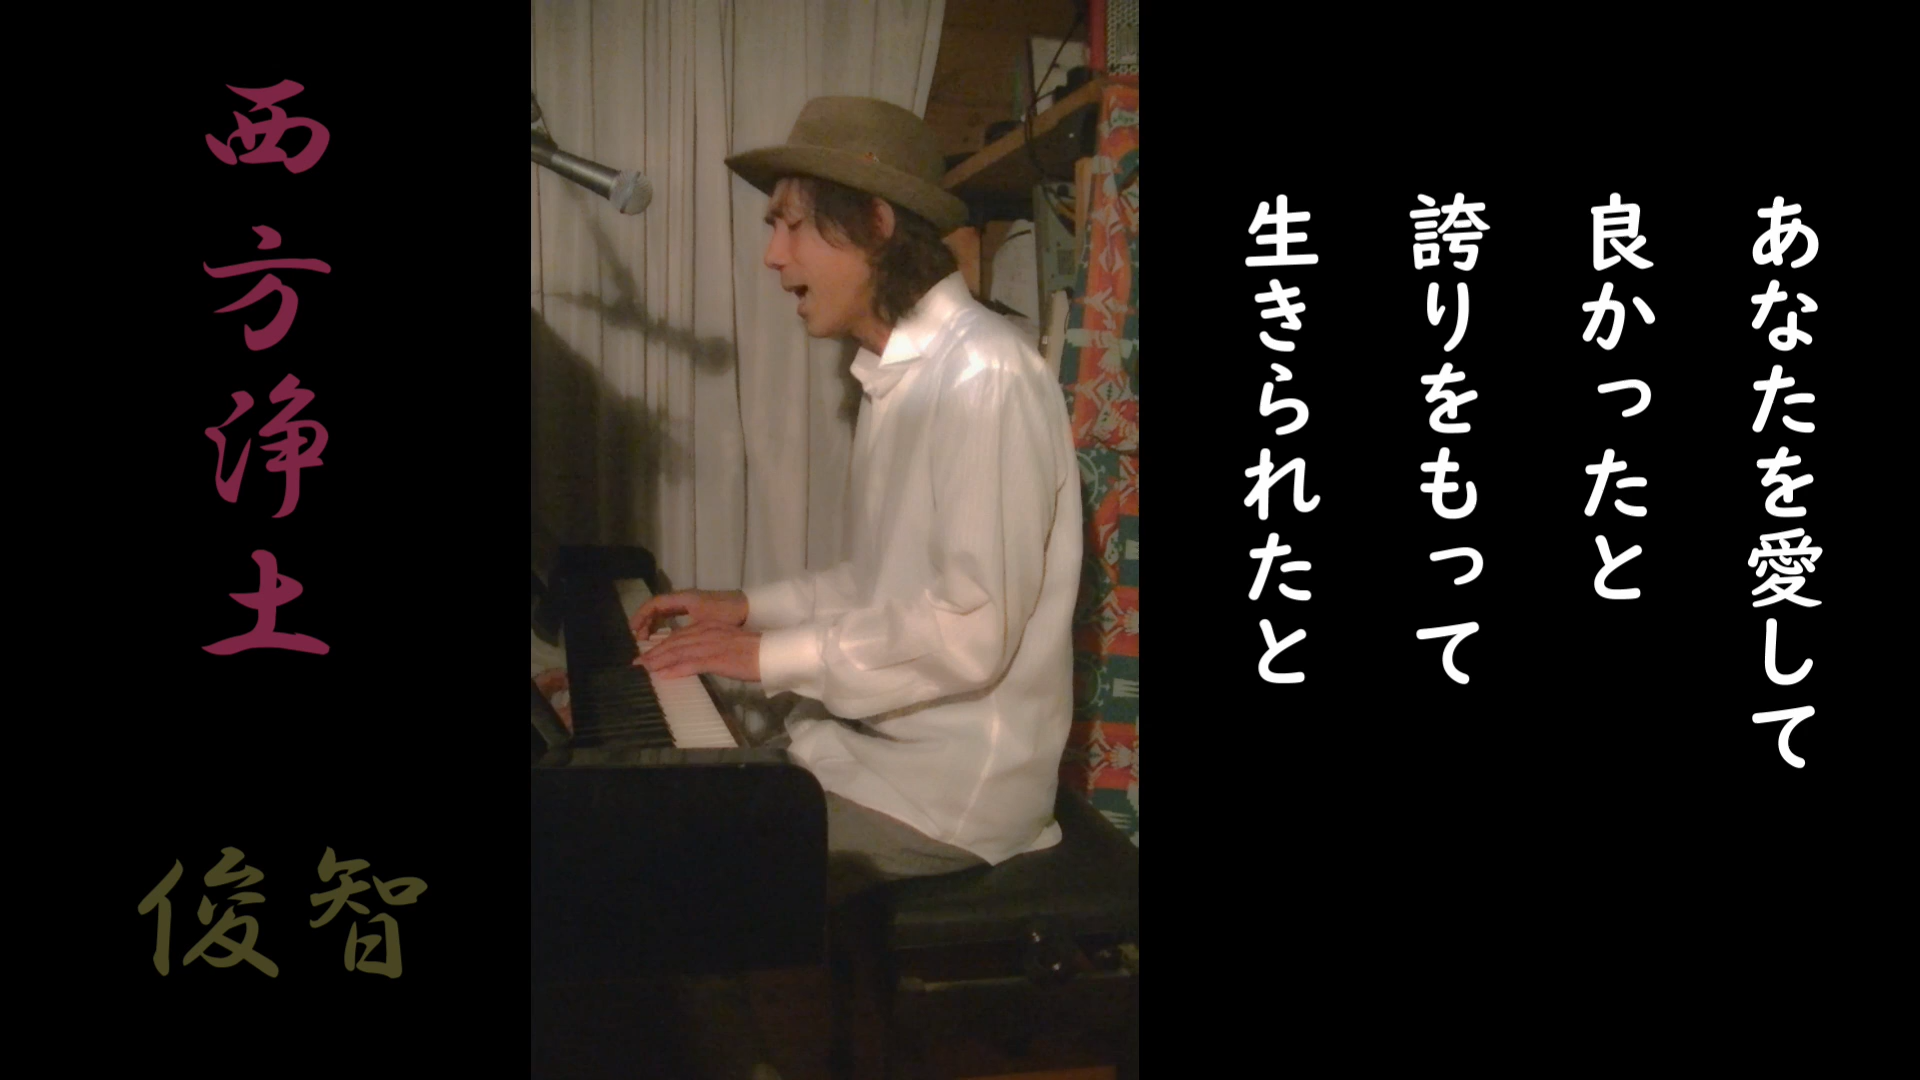 あなたを愛して
良かったと
誇りをもって
生きられたと
西方浄土
俊智